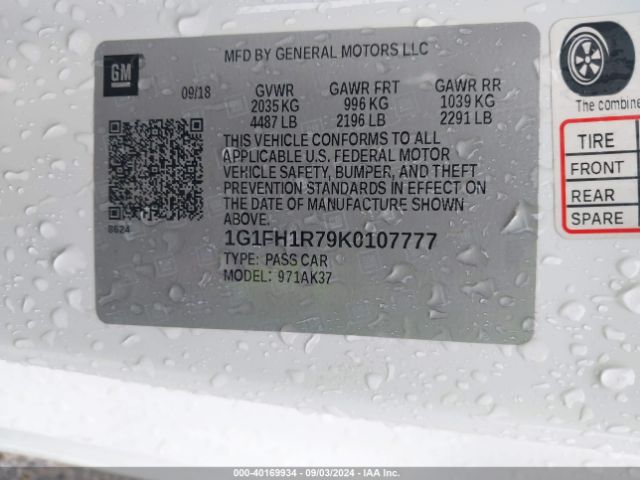 GM
MFD BY GENERAL MOTORS LLC
09/18
GVWR GAWR FRT GAWR RR
2035 KG 996 KG 1039 KG
4487 LB 2196 LB 2291 LB
THIS VEHICLE CONFORMS TO ALL
APPLICABLE U.S. FEDERAL MOTOR
VEHICLE SAFETY, BUMPER, AND THEFT
PREVENTION STANDARDS IN EFFECT ON
THE DATE OF MANUFACTURE SHOWN
ABOVE.
8624
1G1FH1R79K0107777
TYPE: PASS CAR
MODEL: 971AK37
The combine
TIRE
FRONT
REAR
SPARE
000-40169934 - 09/03/2024 - IAA Inc.